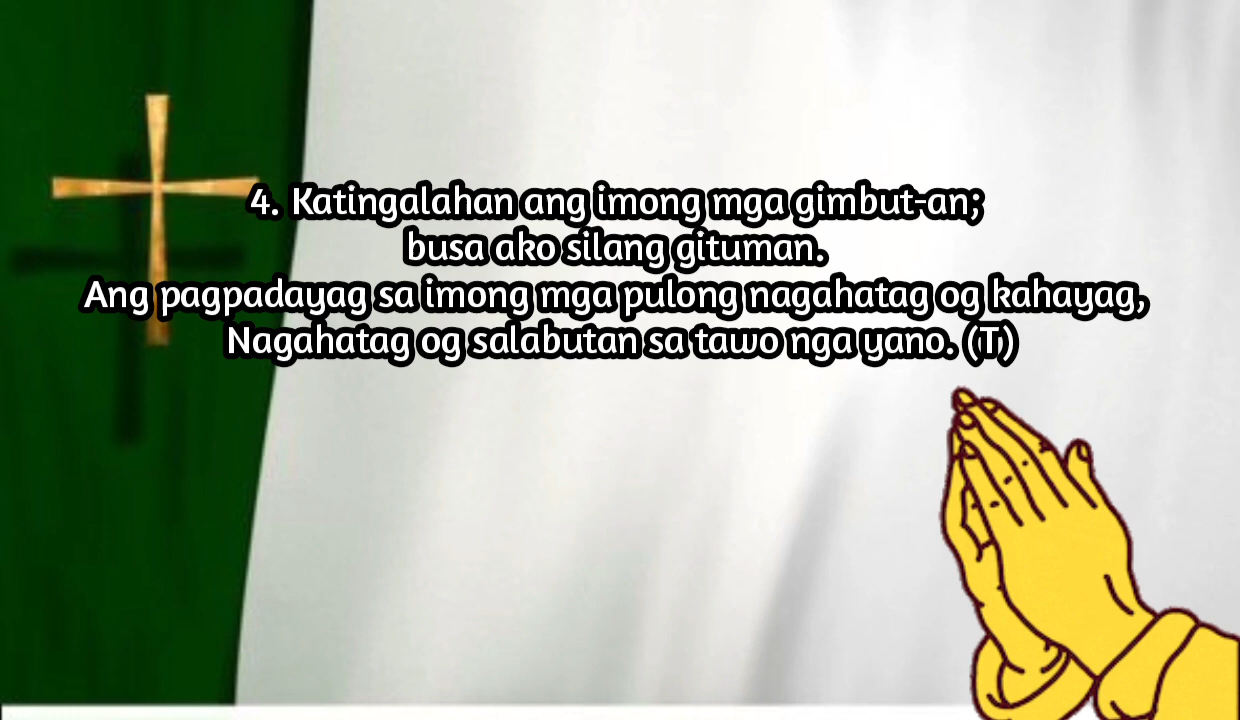 4. Katingalahan ang imong mga gimbut-an;
busa ako silang gituman.
Ang pagpadayag sa imong mga pulong nagahatag og kahayag,
Nagahatag og salabutan sa tawo nga yano. (T)